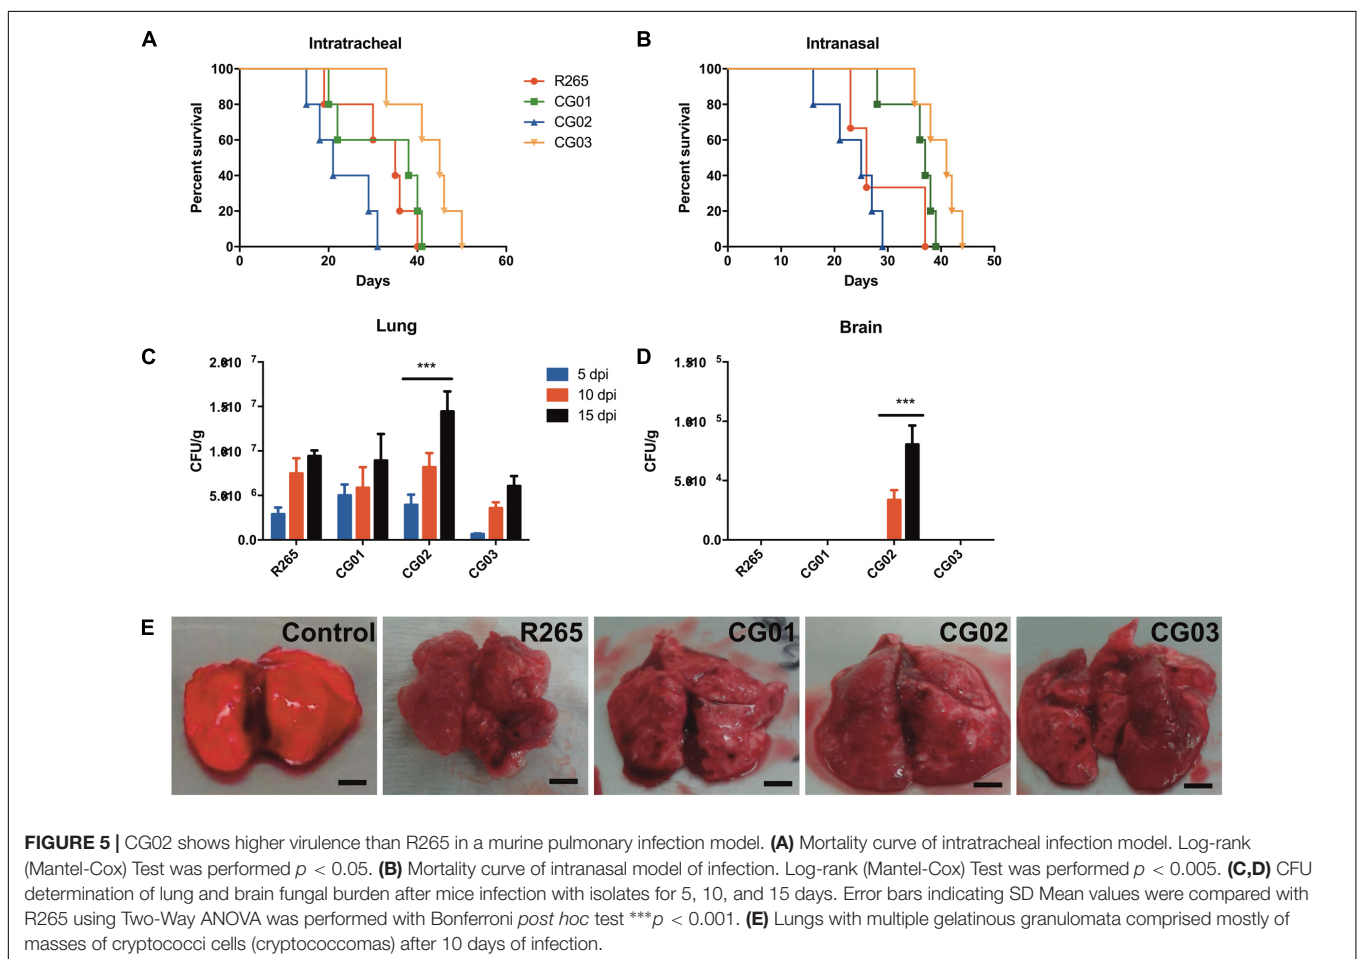 A
Intratracheal
100
80
60
40
20
0
0
20
40
60
Percent survival
Days
R265
CG01
CG02
CG03
B
Intranasal
100
80
60
40
20
0
0
10
20
30
40
50
Percent survival
Days
C
Lung
CFU/g
0.0
***
R265
CG01
CG02
CG03
5 dpi
10 dpi
15 dpi
D
Brain
CFU/g
0.0
***
R265
CG01
CG02
CG03
E
Control
R265
CG01
CG02
CG03
FIGURE 5 | CG02 shows higher virulence than R265 in a murine pulmonary infection model. (A) Mortality curve of intratracheal infection model. Log-rank
(Mantel-Cox) Test was performed p < 0.05. (B) Mortality curve of intranasal model of infection. Log-rank (Mantel-Cox) Test was performed p < 0.005. (C,D) CFU
determination of lung and brain fungal burden after mice infection with isolates for 5, 10, and 15 days. Error bars indicating SD Mean values were compared with
R265 using Two-Way ANOVA was performed with Bonferroni post hoc test ***p < 0.001. (E) Lungs with multiple gelatinous granulomata comprised mostly of
masses of cryptococci cells (cryptococcomas) after 10 days of infection.